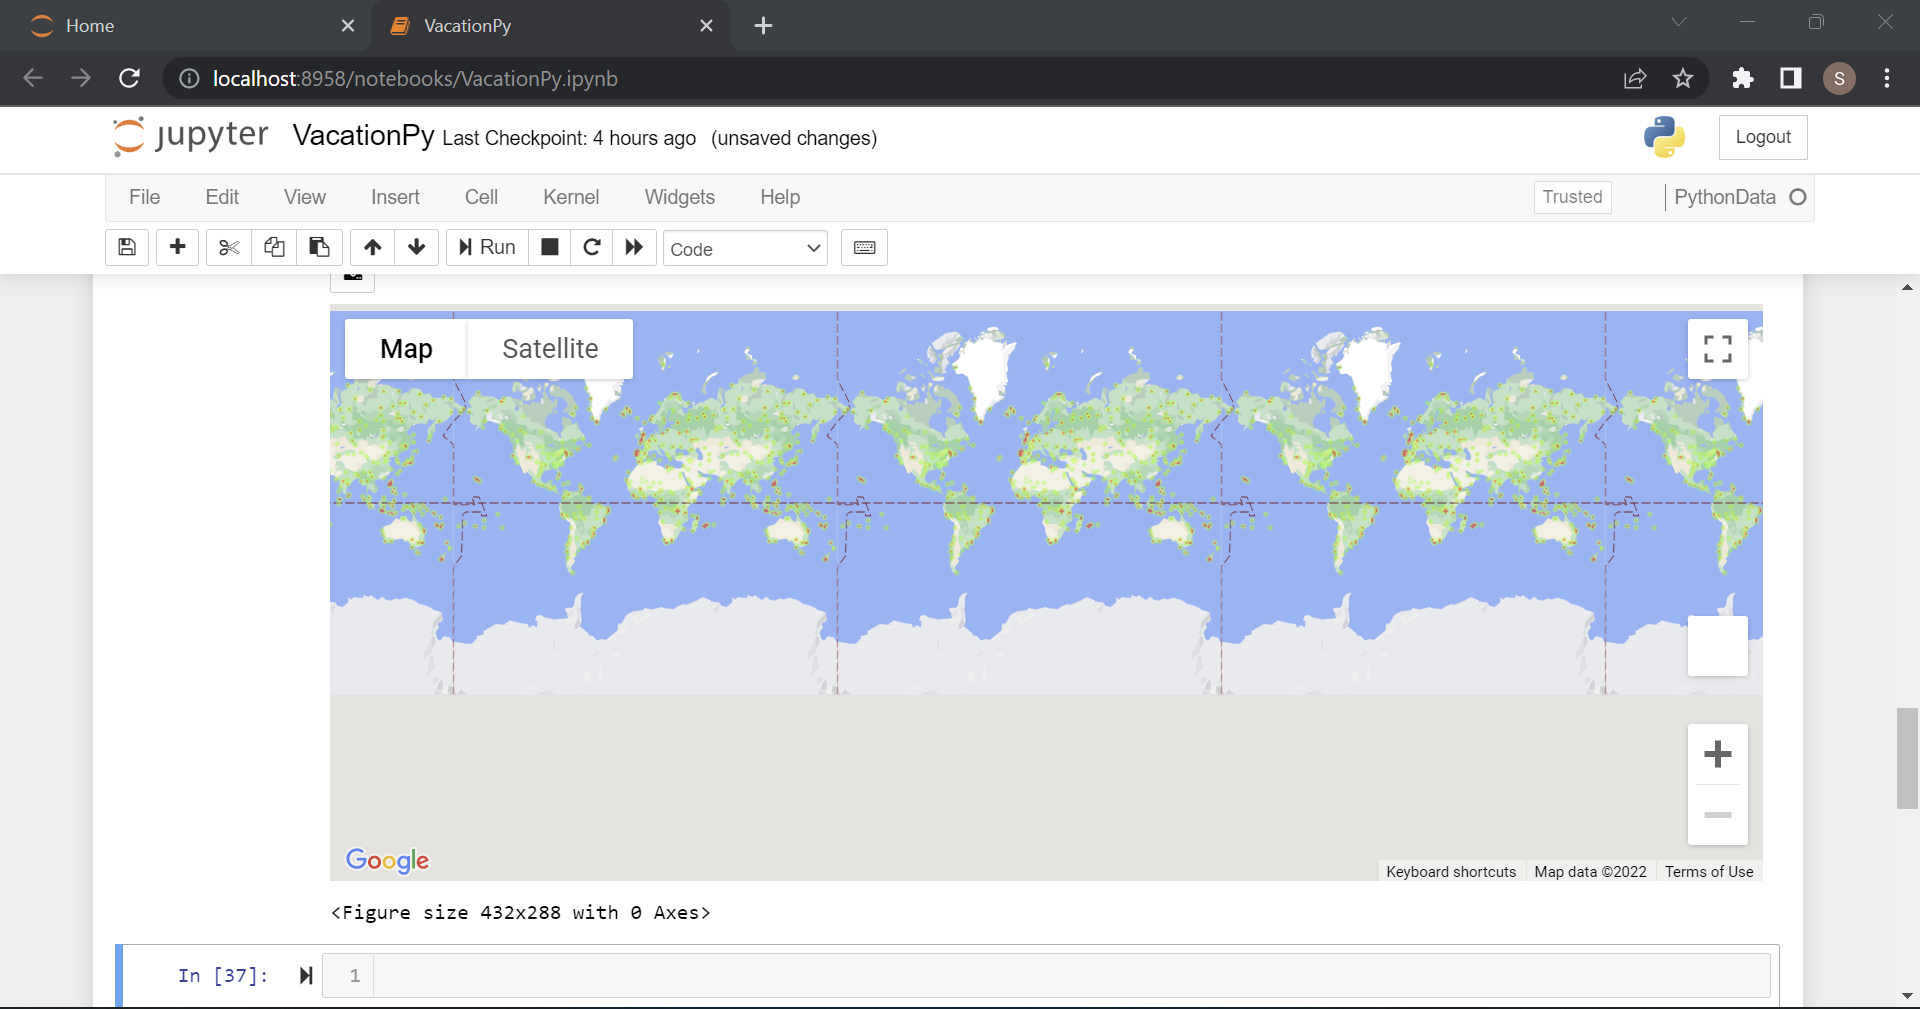 Home
VacationPy
localhost:8958/notebooks/VacationPy.ipynb
S
jupyter VacationPy Last Checkpoint: 4 hours ago (unsaved changes)
Logout
File Edit View Insert Cell Kernel Widgets Help
Trusted
PythonData
Run
Code
Map Satellite
Google
Keyboard shortcuts Map data ©2022 Terms of Use
<Figure size 432x288 with 0 Axes>
In [37]: 1